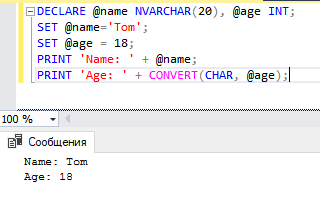 DECLARE @name NVARCHAR(20), @age INT;
SET @name='Tom';
SET @age = 18;
PRINT 'Name: ' + @name;
PRINT 'Age: ' + CONVERT(CHAR, @age);
100 %
Сообщения
Name: Tom
Age: 18